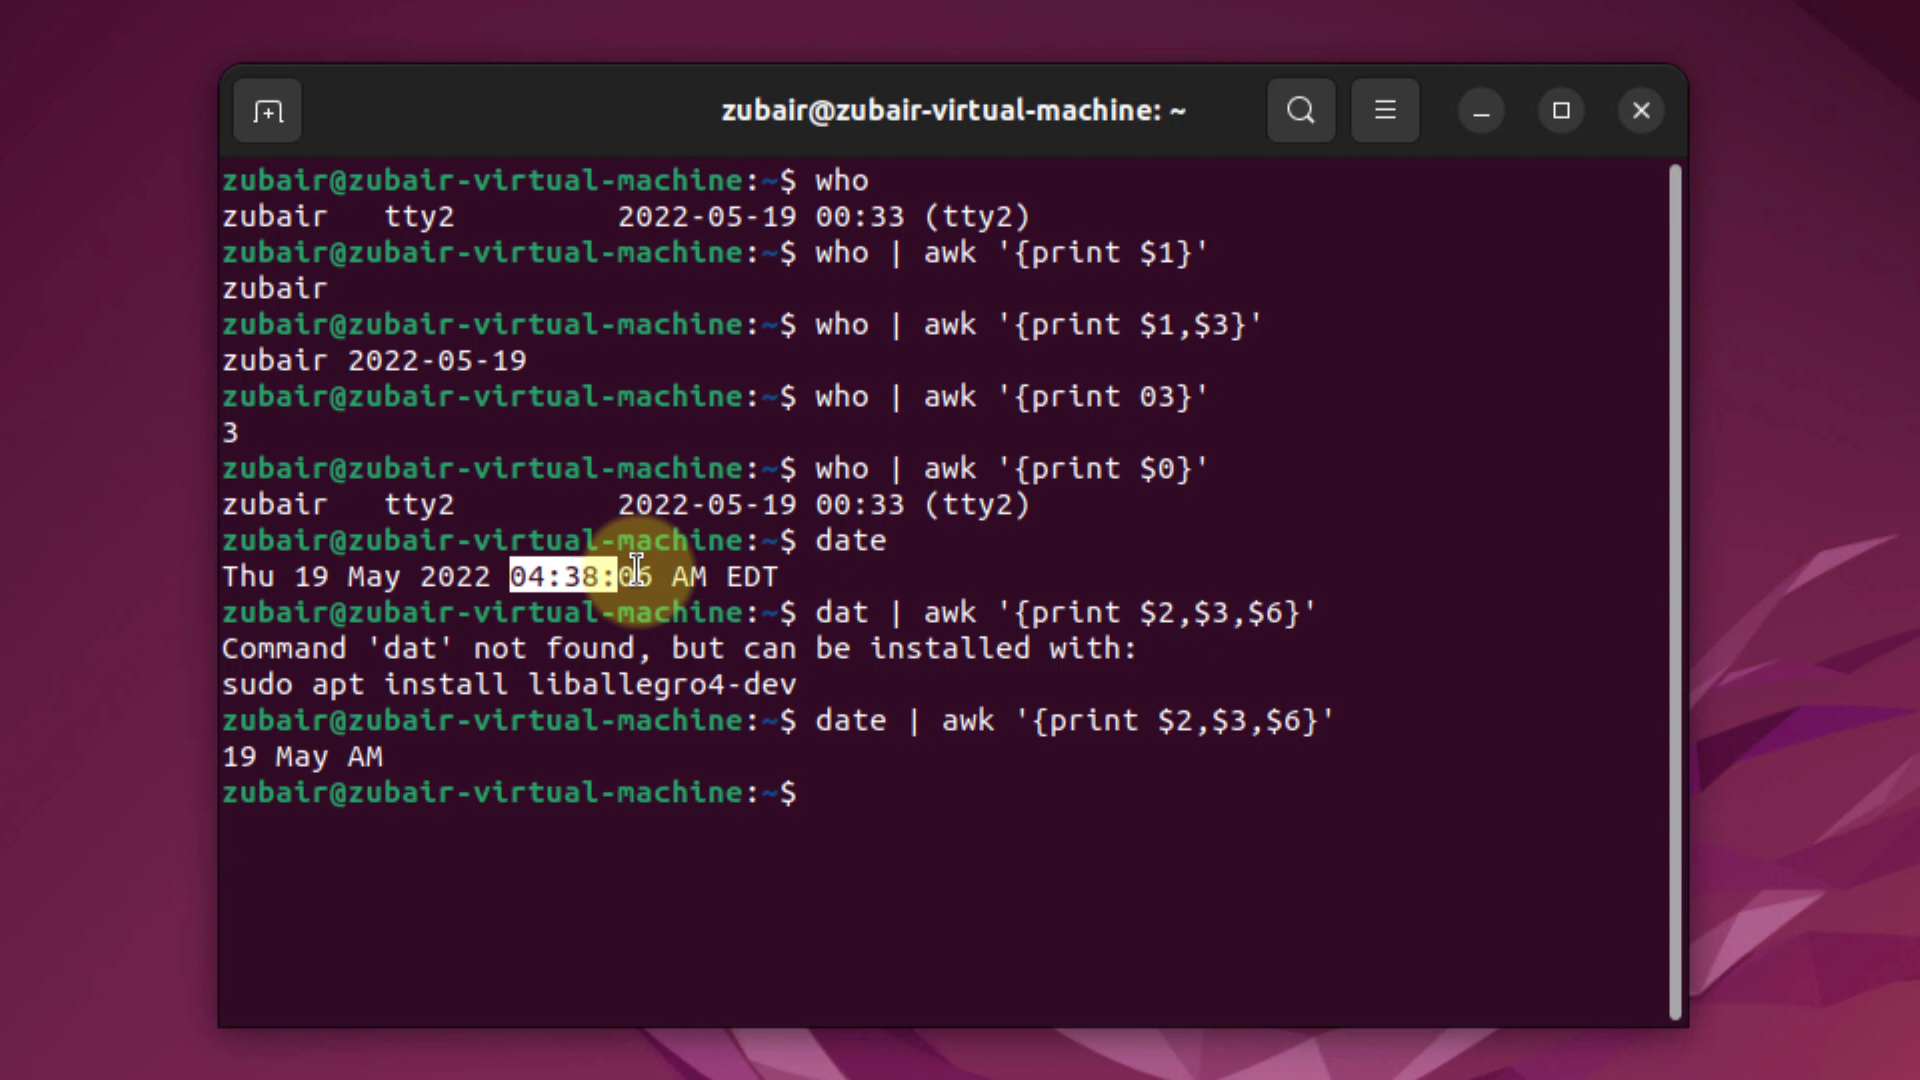 zubair@zubair-virtual-machine: ~
zubair@zubair-virtual-machine:~$ who
zubair   tty2         2022-05-19 00:33 (tty2)
zubair@zubair-virtual-machine:~$ who | awk '{print $1}'
zubair
zubair@zubair-virtual-machine:~$ who | awk '{print $1,$3}'
zubair 2022-05-19
zubair@zubair-virtual-machine:~$ who | awk '{print 03}'
3
zubair@zubair-virtual-machine:~$ who | awk '{print $0}'
zubair   tty2         2022-05-19 00:33 (tty2)
zubair@zubair-virtual-machine:~$ date
Thu 19 May 2022 04:38:06 AM EDT
zubair@zubair-virtual-machine:~$ dat | awk '{print $2,$3,$6}'
Command 'dat' not found, but can be installed with:
sudo apt install liballegro4-dev
zubair@zubair-virtual-machine:~$ date | awk '{print $2,$3,$6}'
19 May AM
zubair@zubair-virtual-machine:~$